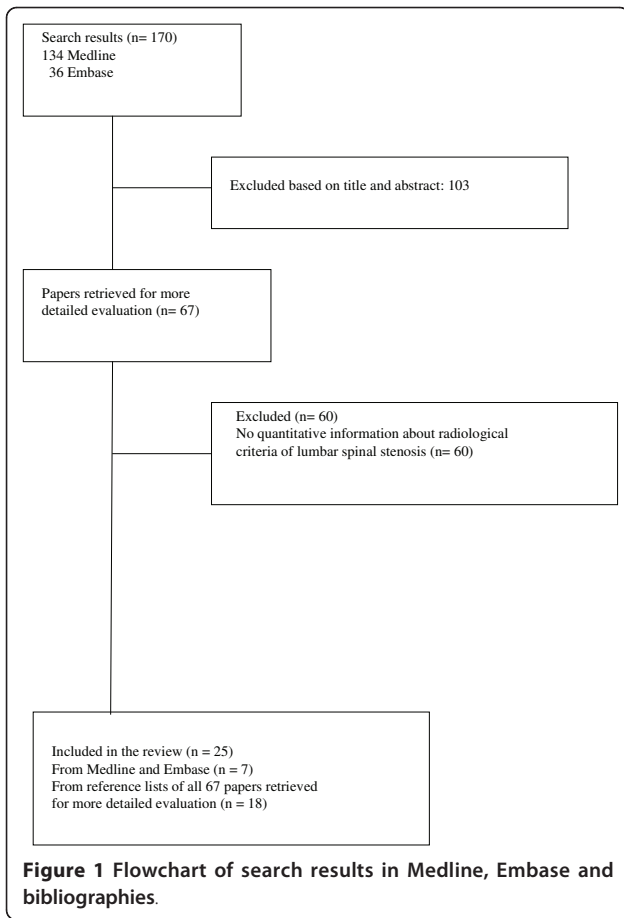 Search results (n= 170)
134 Medline
36 Embase
Excluded based on title and abstract: 103
Papers retrieved for more
detailed evaluation (n= 67)
Excluded (n= 60)
No quantitative information about radiological
criteria of lumbar spinal stenosis (n= 60)
Included in the review (n = 25)
From Medline and Embase (n = 7)
From reference lists of all 67 papers retrieved
for more detailed evaluation (n = 18)
Figure 1 Flowchart of search results in Medline, Embase and
bibliographies.